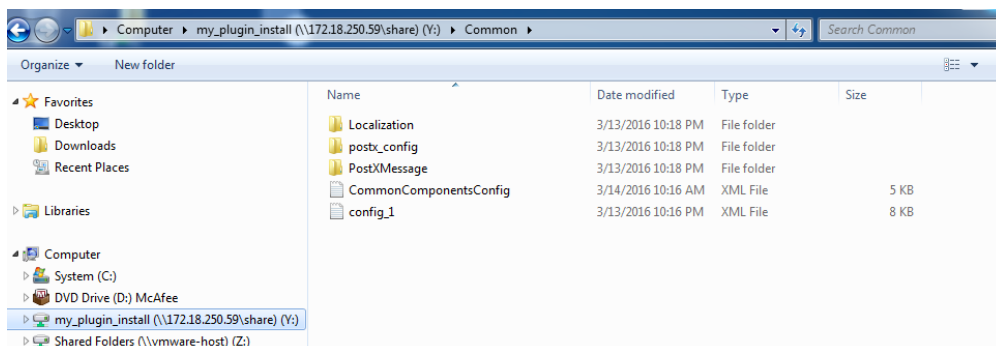 Computer my_plugin_install (\\172.18.250.59\share) (Y:) Common Search Common
Organize New folder
Favorites
Desktop
Downloads
Recent Places
Libraries
Computer
System (C:)
DVD Drive (D:) McAfee
my_plugin_install (\\172.18.250.59\share) (Y:)
Shared Folders (\\vmware-host) (Z:)
Name Date modified Type Size
Localization 3/13/2016 10:18 PM File folder
postx_config 3/13/2016 10:18 PM File folder
PostXMessage 3/13/2016 10:18 PM File folder
CommonComponentsConfig 3/14/2016 10:16 AM XML File 5 KB
config_1 3/13/2016 10:16 PM XML File 8 KB